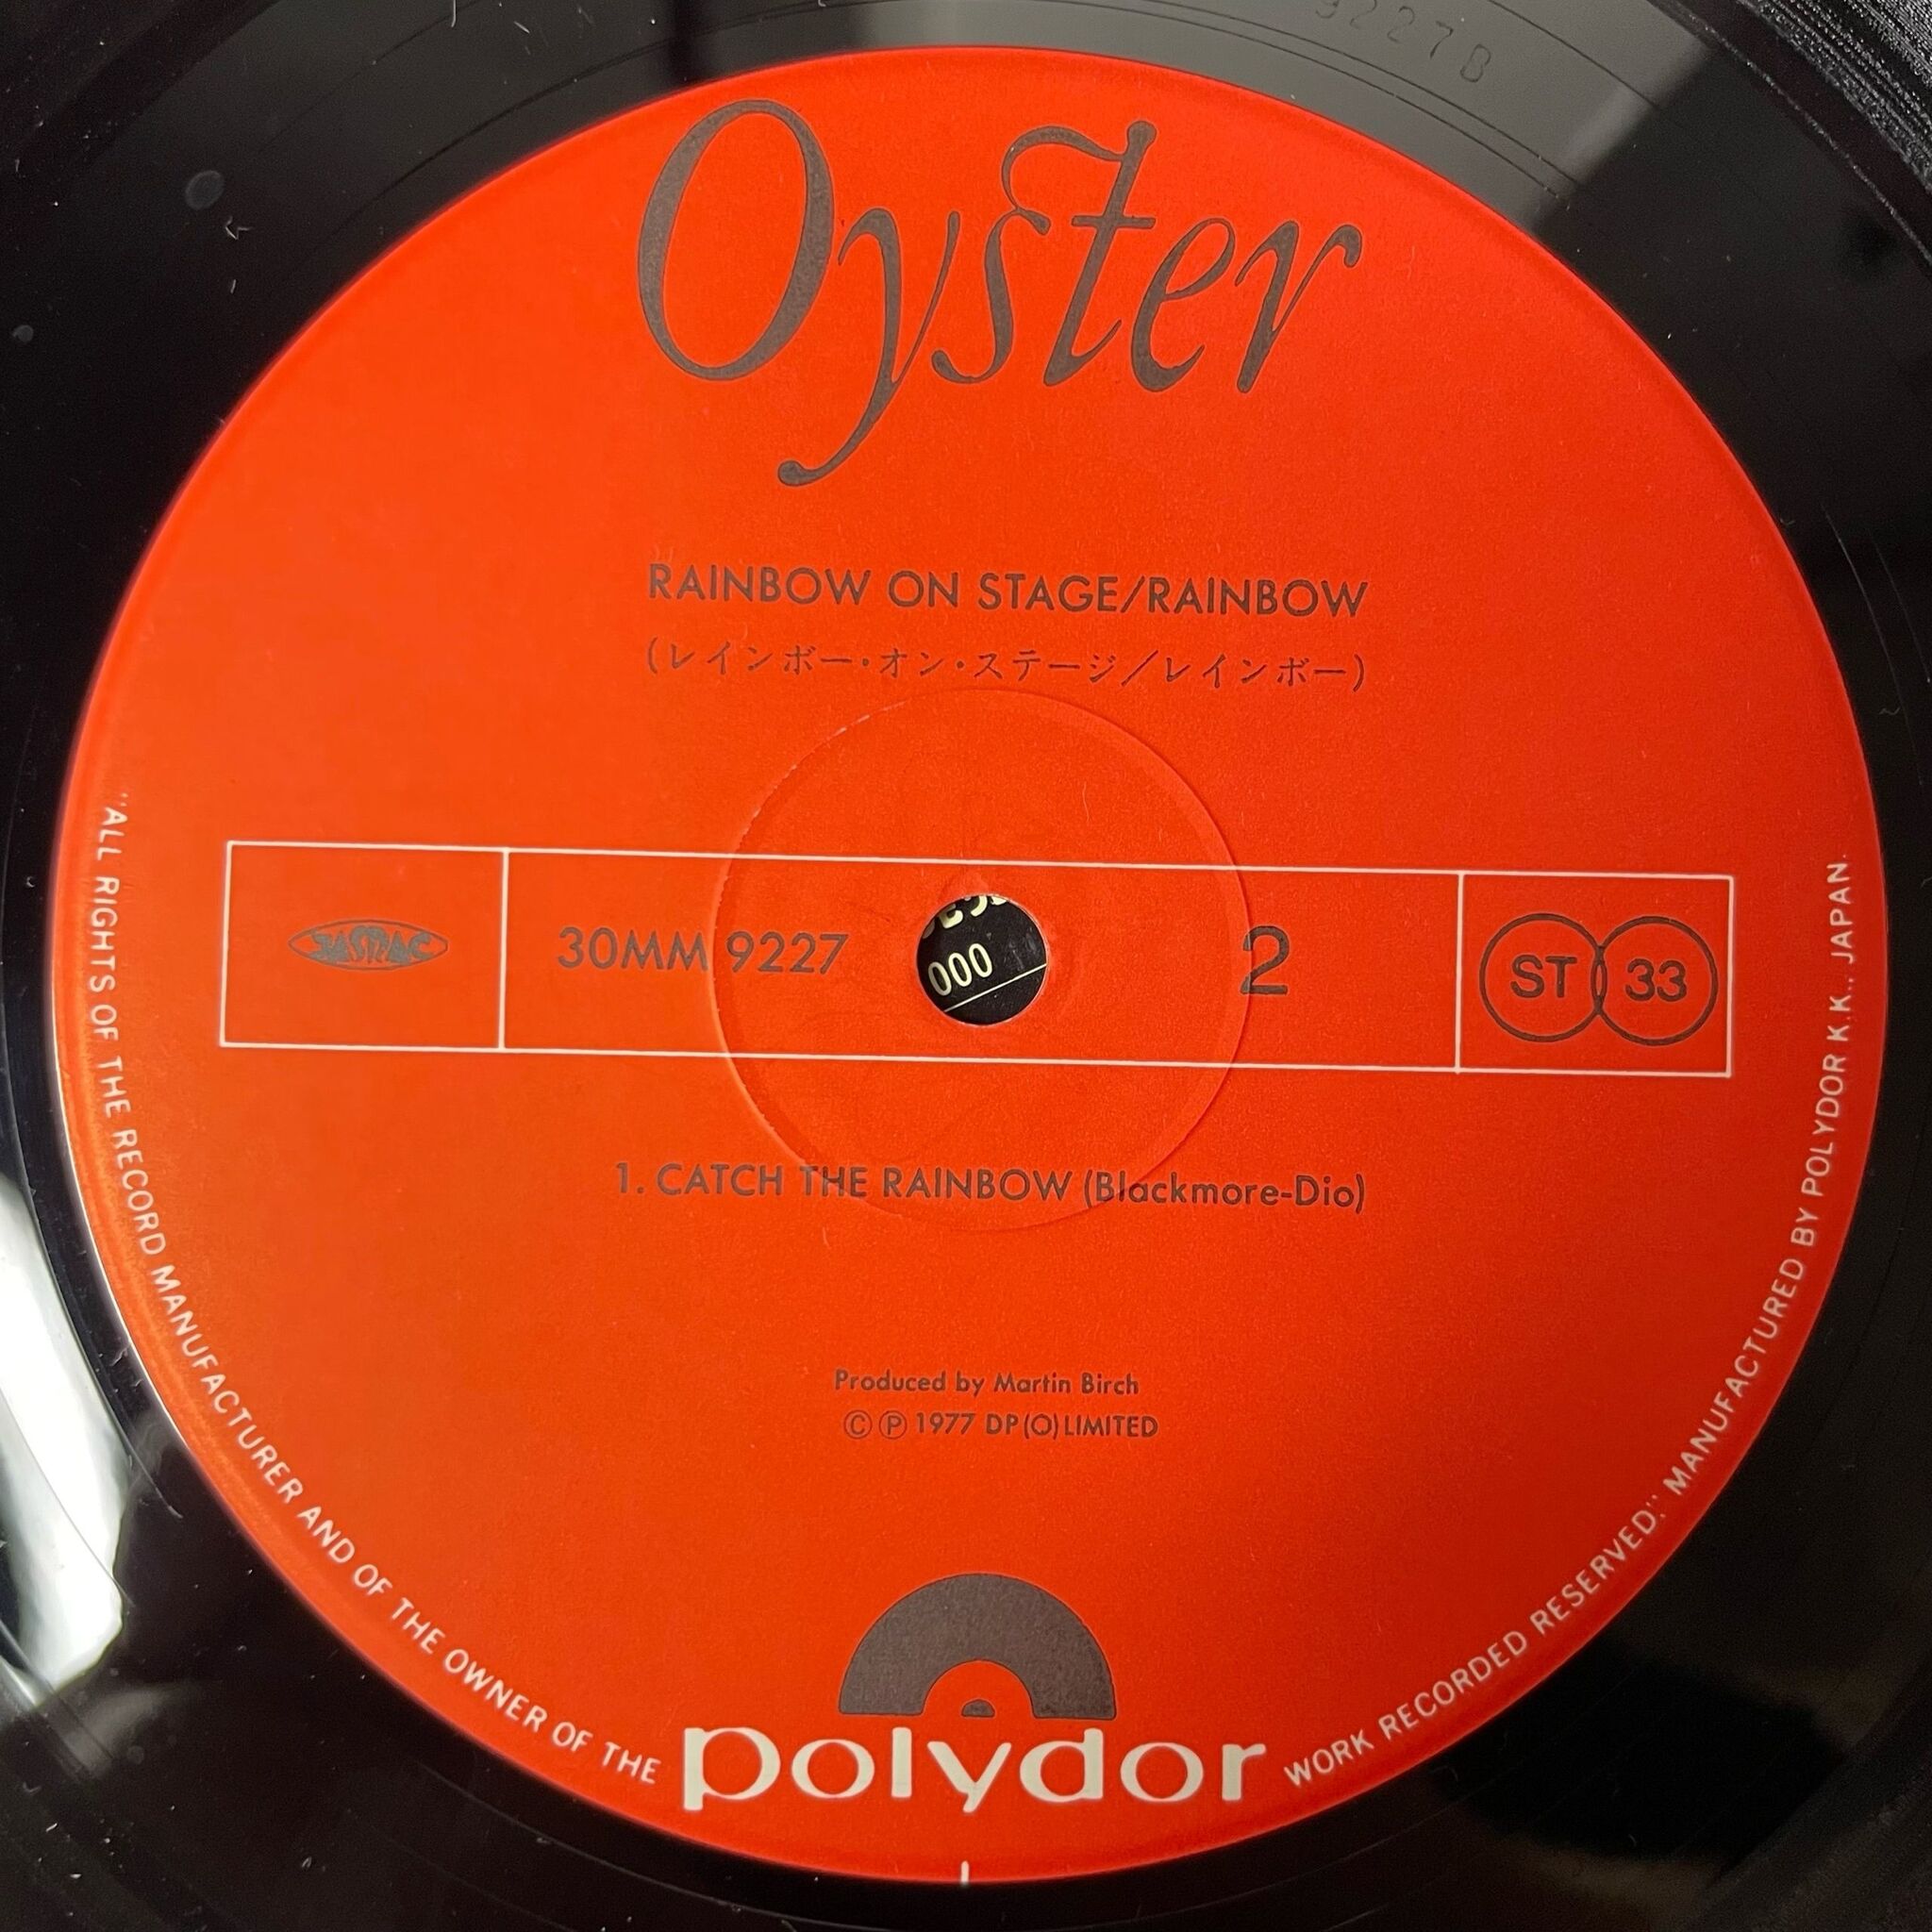 9227B
Oyster
RAINBOW ON STAGE/RAINBOW
(レインボー・オン・ステージ／レインボー)
JASRAC
30MM 9227
000
2
ST 33
1. CATCH THE RAINBOW (Blackmore-Dio)
Produced by Martin Birch
©℗ 1977 DP(O)LIMITED
polydor
"ALL RIGHTS OF THE RECORD MANUFACTURER AND OF THE OWNER OF THE WORK RECORDED RESERVED." MANUFACTURED BY POLYDOR K.K., JAPAN.